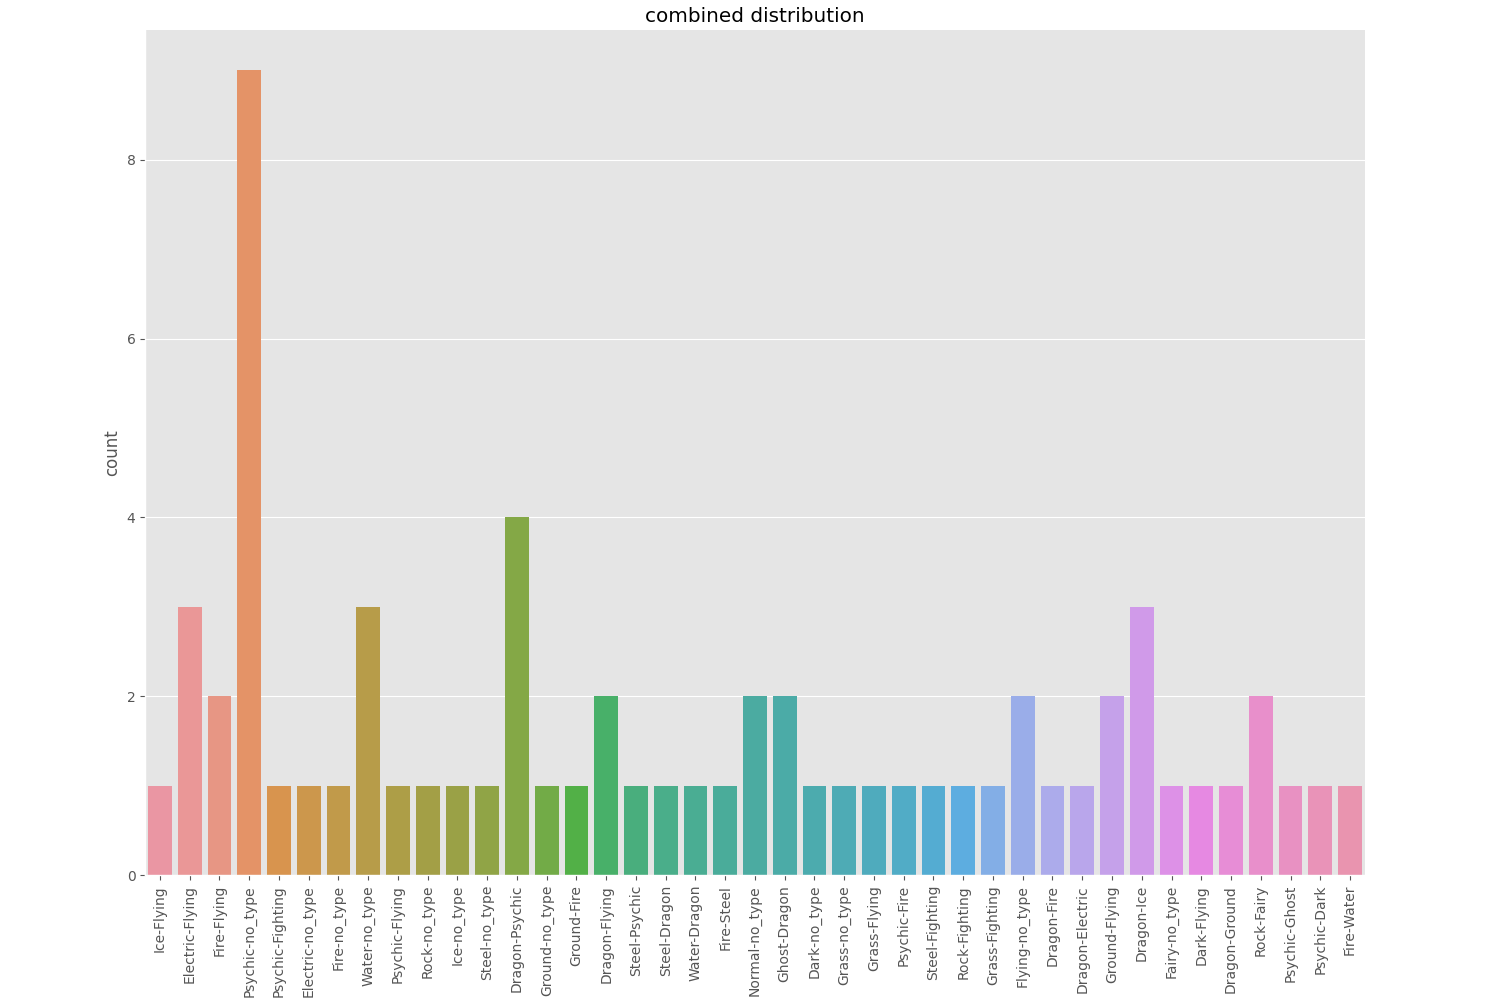 combined distribution
count
8
6
4
2
0
Ice-Flying
Electric-Flying
Fire-Flying
Psychic-no_type
Psychic-Fighting
Electric-no_type
Fire-no_type
Water-no_type
Psychic-Flying
Rock-no_type
Ice-no_type
Steel-no_type
Dragon-Psychic
Ground-no_type
Ground-Fire
Dragon-Flying
Steel-Psychic
Steel-Dragon
Water-Dragon
Fire-Steel
Normal-no_type
Ghost-Dragon
Dark-no_type
Grass-no_type
Grass-Flying
Psychic-Fire
Steel-Fighting
Rock-Fighting
Grass-Fighting
Flying-no_type
Dragon-Fire
Dragon-Electric
Ground-Flying
Dragon-Ice
Fairy-no_type
Dark-Flying
Dragon-Ground
Rock-Fairy
Psychic-Ghost
Psychic-Dark
Fire-Water